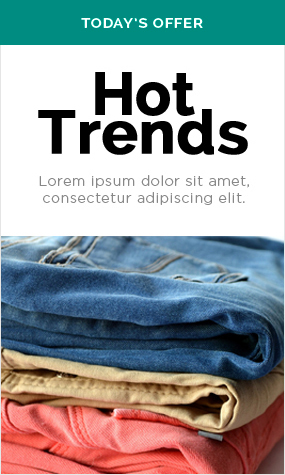 TODAY'S OFFER
Hot
Trends
Lorem ipsum dolor sit amet,
consectetur adipiscing elit.